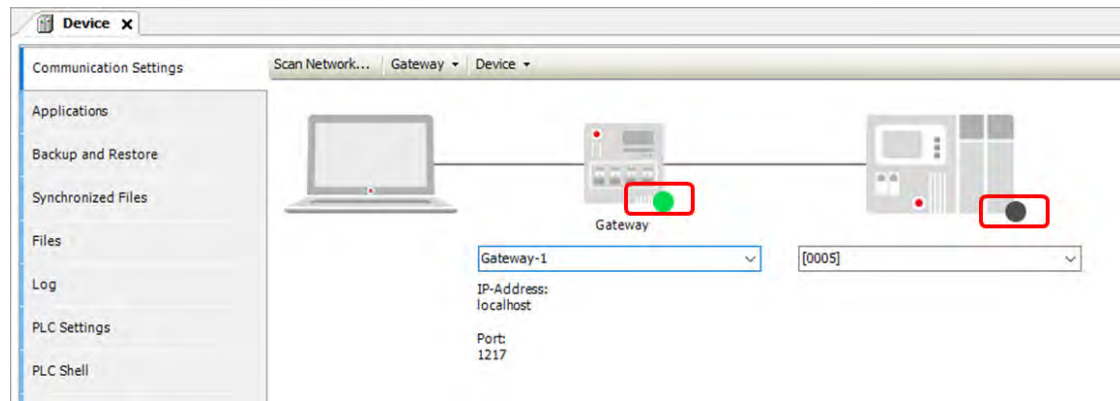 Device
Communication Settings
Scan Network... Gateway Device
Applications
Backup and Restore
Synchronized Files
Files
Log
PLC Settings
PLC Shell
Gateway
Gateway-1
[0005]
IP-Address:
localhost
Port:
1217